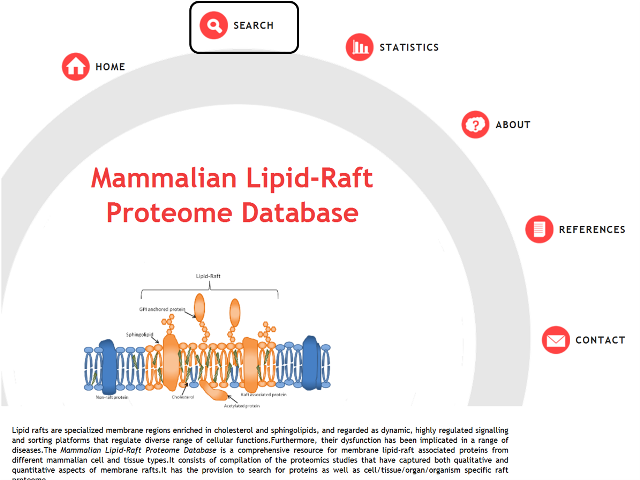 SEARCH
STATISTICS
HOME
ABOUT
Mammalian Lipid-Raft
Proteome Database
REFERENCES
Lipid-Raft
GPI anchored protein
Sphingolipid
CONTACT
Non-raft protein
Cholesterol
Raft associated protein
Acetylated protein
Lipid rafts are specialized membrane regions enriched in cholesterol and sphingolipids, and regarded as dynamic, highly regulated signalling
and sorting platforms that regulate diverse range of cellular functions.Furthermore, their dysfunction has been implicated in a range of
diseases.The Mammalian Lipid-Raft Proteome Database is a comprehensive resource for membrane lipid-raft associated proteins from
different mammalian cell and tissue types.It consists of compilation of the proteomics studies that have captured both qualitative and
quantitative aspects of membrane rafts.It has the provision to search for proteins as well as cell/tissue/organ/organism specific raft
proteome